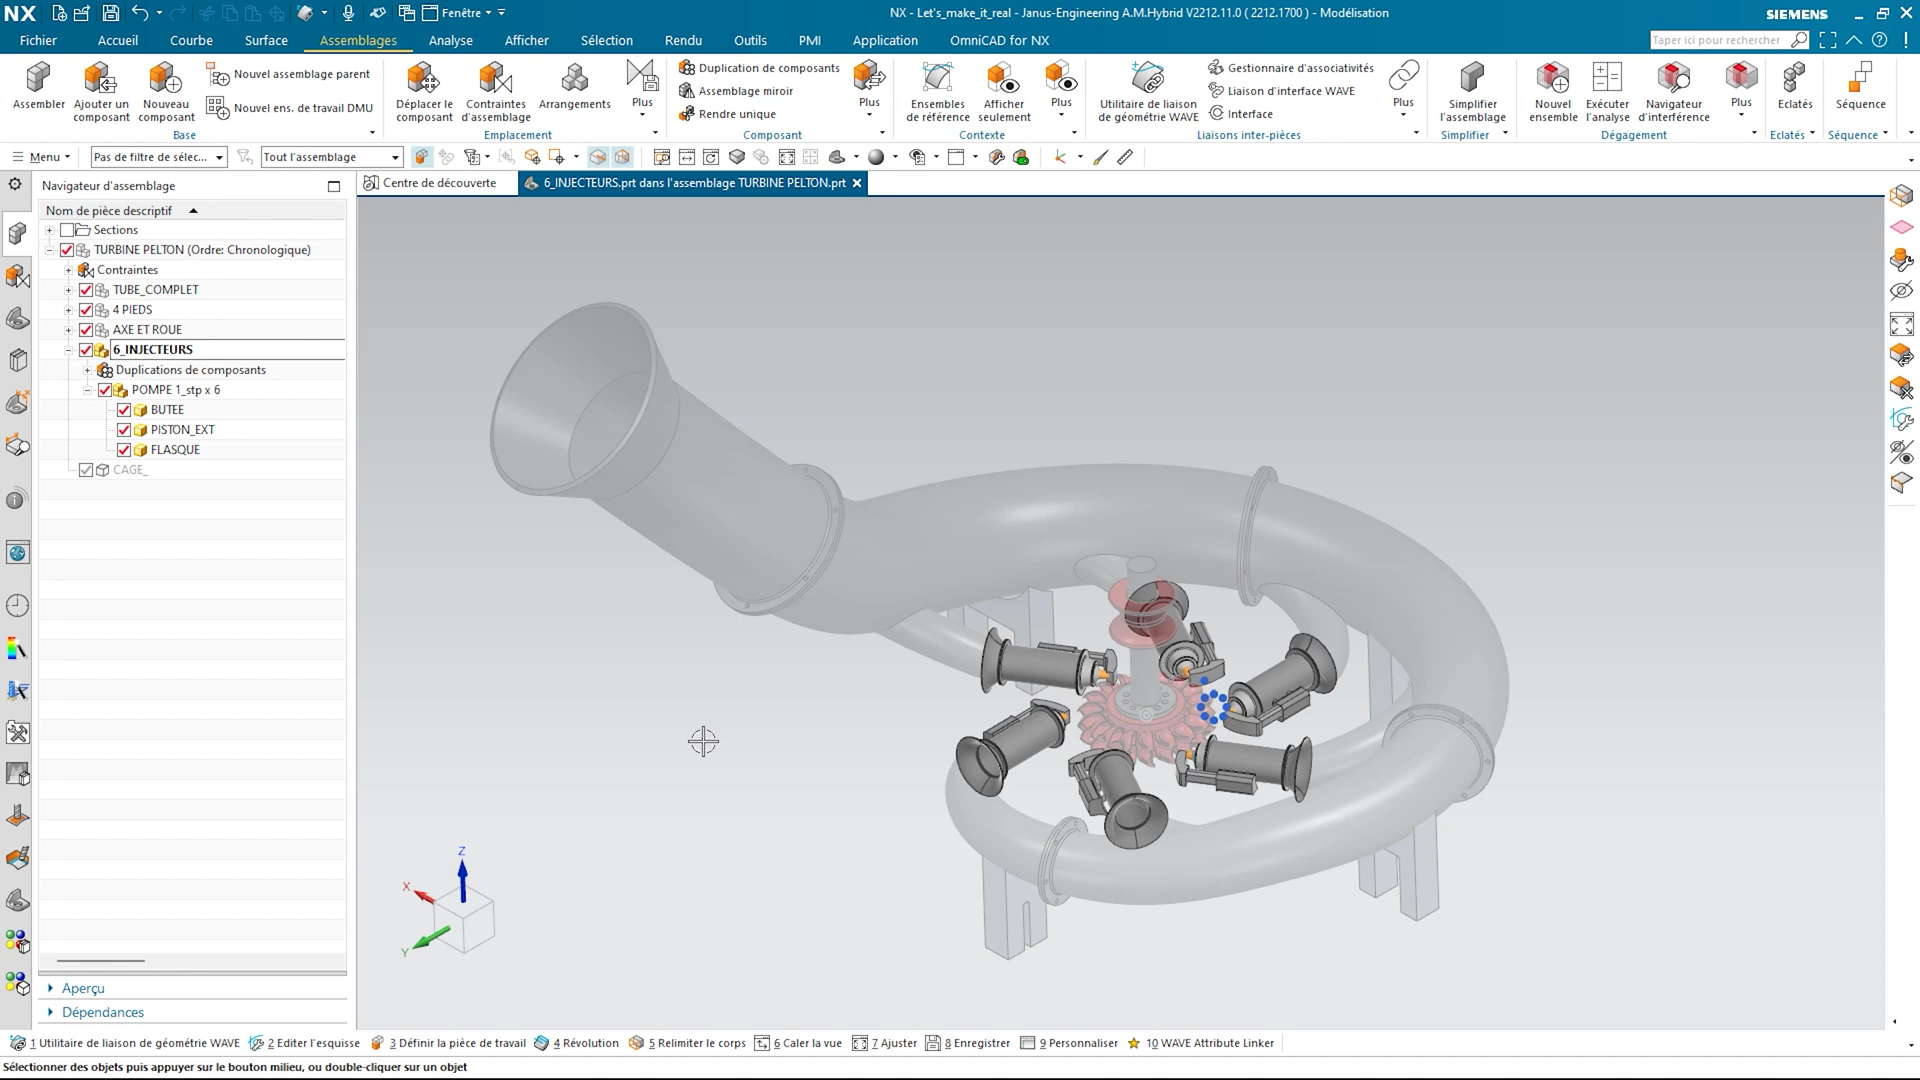 NX
Fenêtre
NX - Let's_make_it_real - Janus-Engineering A.M.Hybrid V2212.11.0 ( 2212.1700 ) - Modélisation
SIEMENS
Fichier Accueil Courbe Surface Assemblages Analyse Afficher Sélection Rendu Outils PMI Application OmniCAD for NX
Taper ici pour rechercher
Assembler
Ajouter un composant
Nouveau composant
Nouvel assemblage parent
Nouvel ens. de travail DMU
Base
Déplacer le composant
Contraintes d'assemblage
Arrangements
Plus
Emplacement
Duplication de composants
Assemblage miroir
Rendre unique
Plus
Composant
Ensembles de référence
Afficher seulement
Plus
Contexte
Utilitaire de liaison de géométrie WAVE
Gestionnaire d'associativités
Liaison d'interface WAVE
Interface
Plus
Liaisons inter-pièces
Simplifier l'assemblage
Simplifier
Nouvel ensemble
Exécuter l'analyse
Navigateur d'interférence
Plus
Dégagement
Eclatés
Eclatés
Séquence
Séquence
Menu
Pas de filtre de sélec...
Tout l'assemblage
Navigateur d'assemblage
Centre de découverte
6_INJECTEURS.prt dans l'assemblage TURBINE PELTON.prt
Nom de pièce descriptif
Sections
TURBINE PELTON (Ordre: Chronologique)
Contraintes
TUBE_COMPLET
4 PIEDS
AXE ET ROUE
6_INJECTEURS
Duplications de composants
POMPE 1_stp x 6
BUTEE
PISTON_EXT
FLASQUE
CAGE_
Z
X
Y
Aperçu
Dépendances
1 Utilitaire de liaison de géométrie WAVE 2 Editer l'esquisse 3 Définir la pièce de travail 4 Révolution 5 Relimiter le corps 6 Caler la vue 7 Ajuster 8 Enregistrer 9 Personnaliser 10 WAVE Attribute Linker
Sélectionner des objets puis appuyer sur le bouton milieu, ou double-cliquer sur un objet